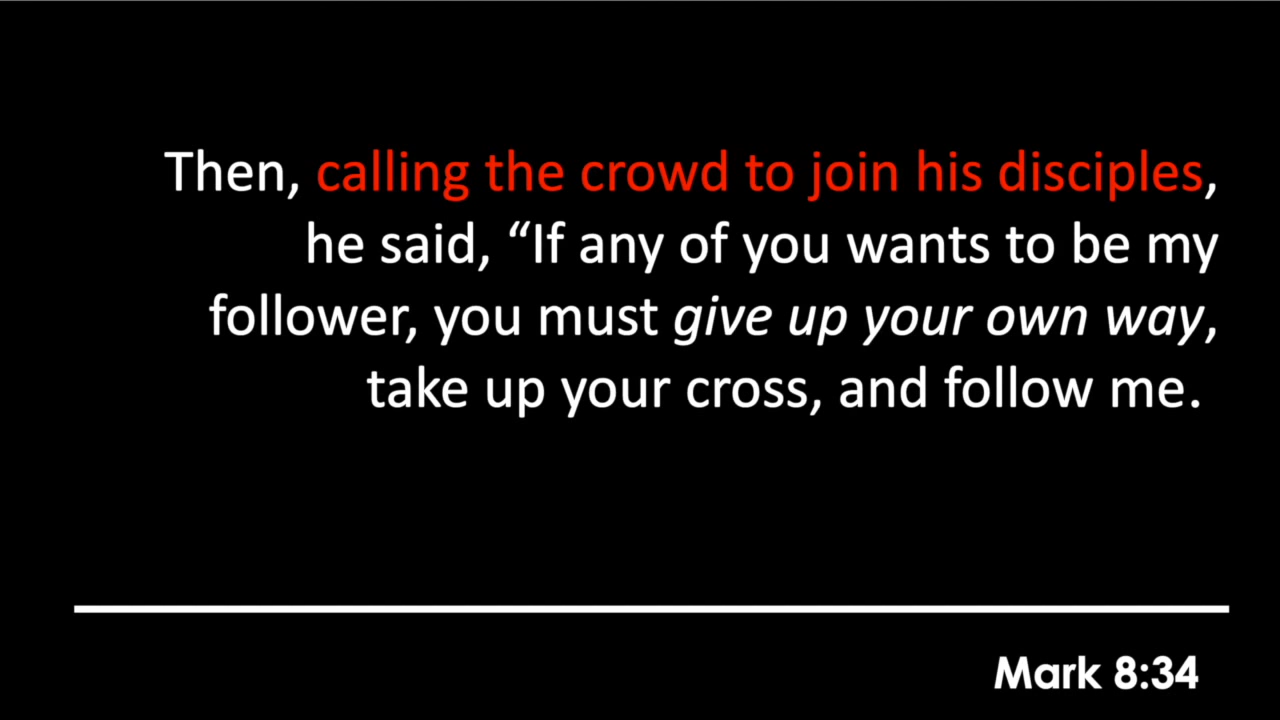 Then, calling the crowd to join his disciples,
he said, “If any of you wants to be my
follower, you must give up your own way,
take up your cross, and follow me.
Mark 8:34